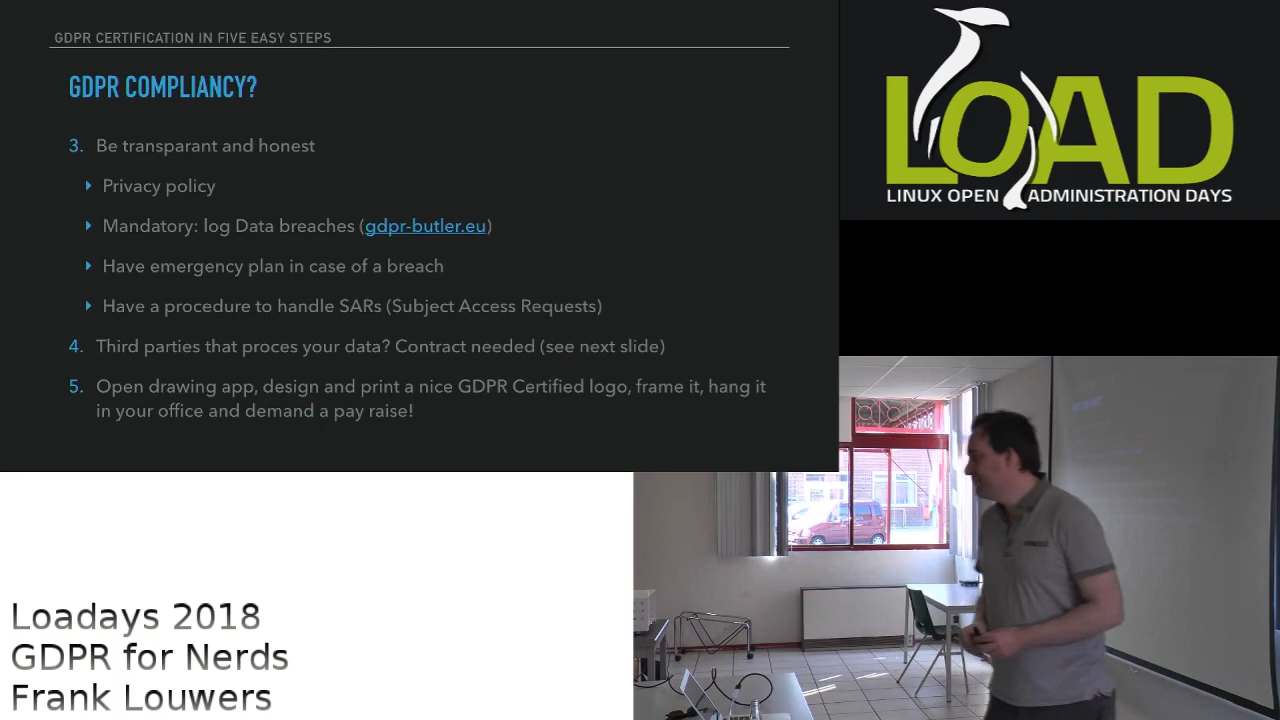 GDPR CERTIFICATION IN FIVE EASY STEPS
GDPR COMPLIANCY?
3. Be transparant and honest
Privacy policy
Mandatory: log Data breaches (gdpr-butler.eu)
Have emergency plan in case of a breach
Have a procedure to handle SARs (Subject Access Requests)
4. Third parties that proces your data? Contract needed (see next slide)
5. Open drawing app, design and print a nice GDPR Certified logo, frame it, hang it
in your office and demand a pay raise!
LOAD
LINUX OPEN ADMINISTRATION DAYS
Loadays 2018
GDPR for Nerds
Frank Louwers